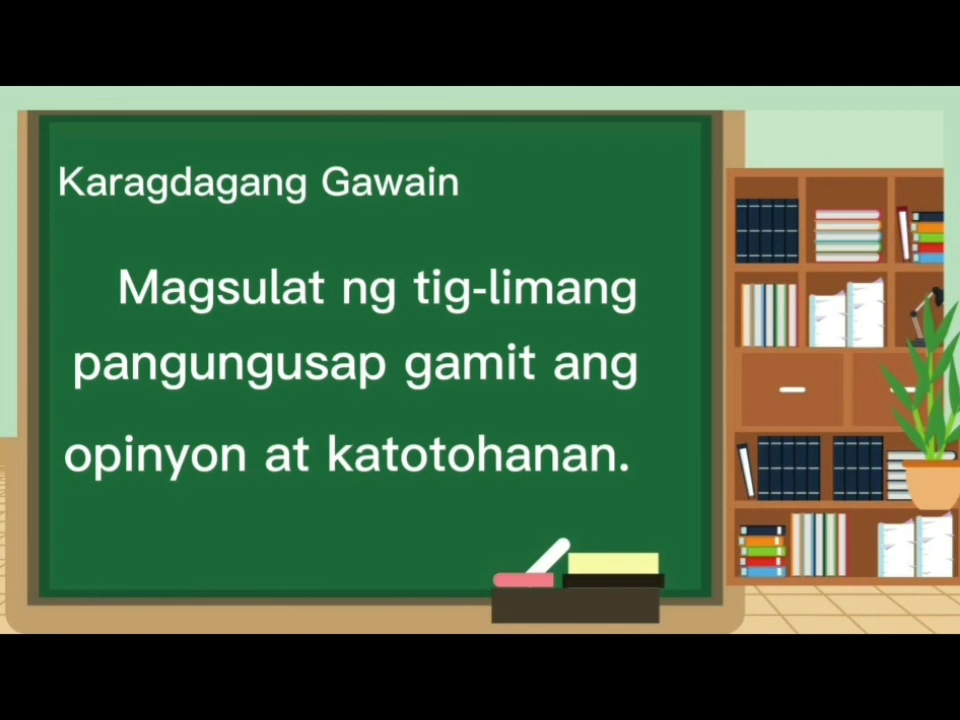 Karagdagang Gawain
Magsulat ng tig-limang
pangungusap gamit ang
opinyon at katotohanan.